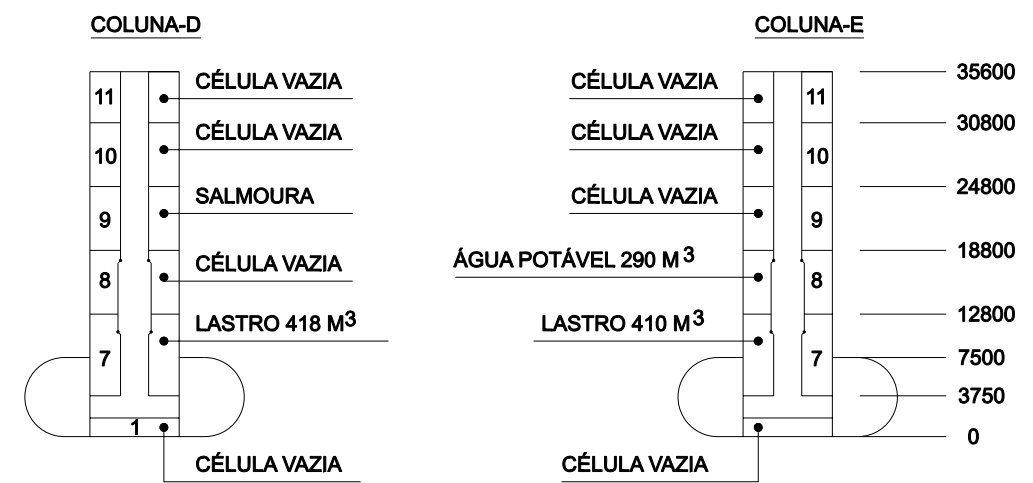 COLUNA-D
11
10
9
8
7
1
CÉLULA VAZIA
CÉLULA VAZIA
SALMOURA
CÉLULA VAZIA
LASTRO 418 M3
CÉLULA VAZIA
COLUNA-E
CÉLULA VAZIA
CÉLULA VAZIA
CÉLULA VAZIA
ÁGUA POTÁVEL 290 M 3
LASTRO 410 M3
CÉLULA VAZIA
11
10
9
8
7
35600
30800
24800
18800
12800
7500
3750
0